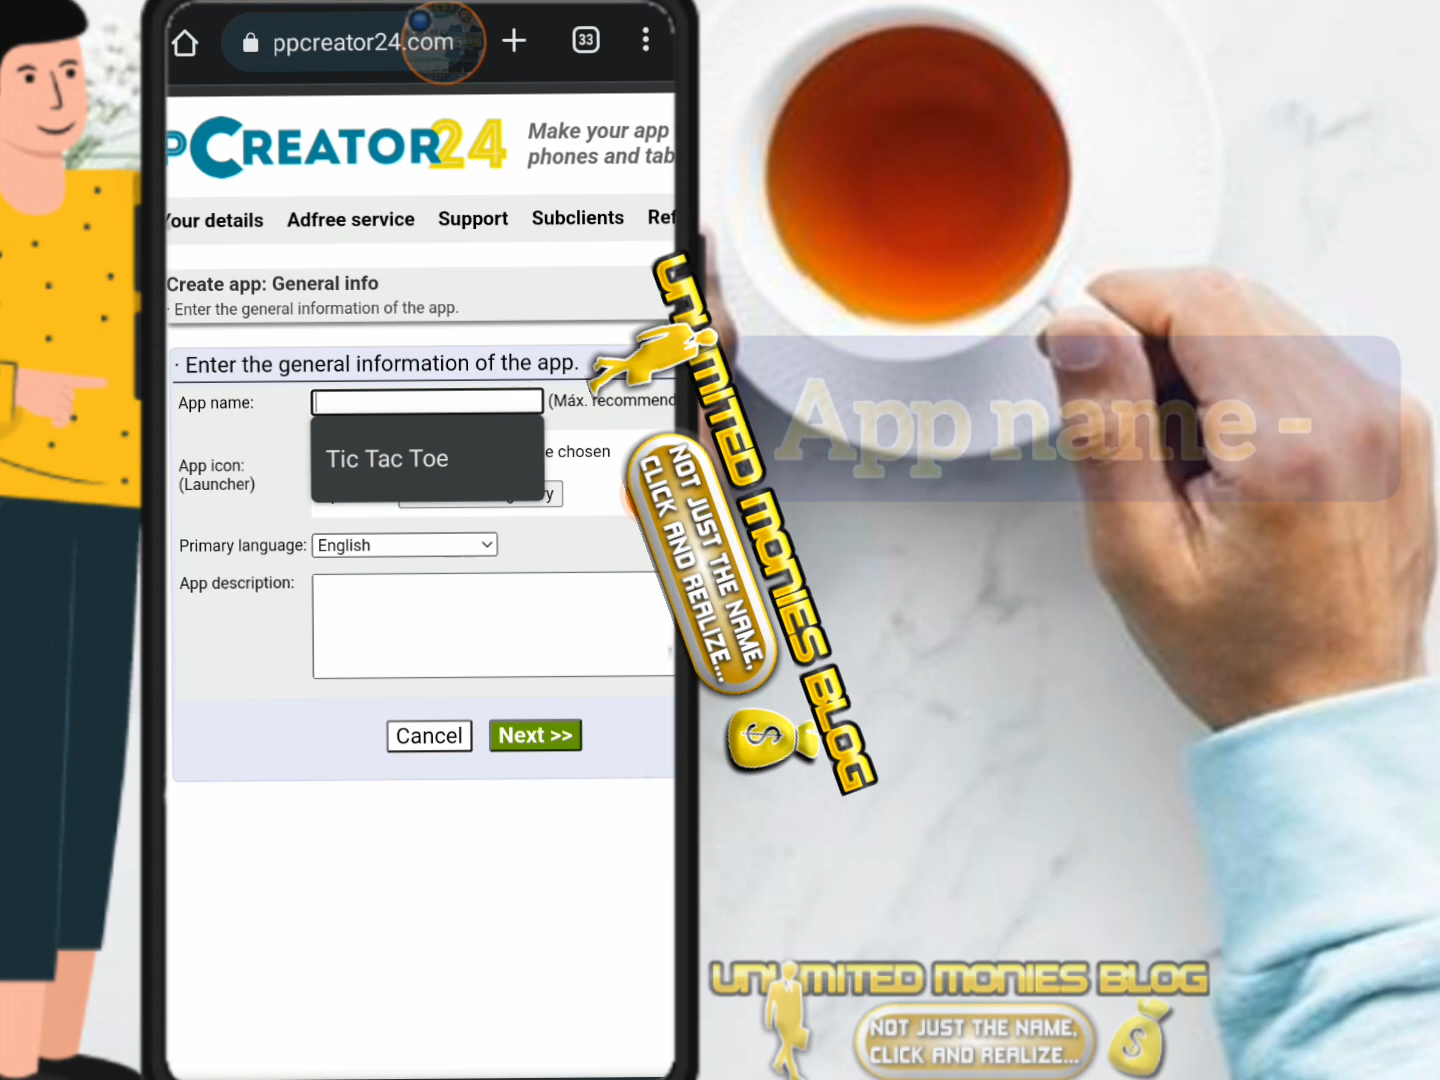 ppcreator24.com
33
PCREATOR24
Make your app
phones and tab
Your details Adfree service Support Subclients Ref
Create app: General info
· Enter the general information of the app.
· Enter the general information of the app.
App name:
(Máx. recommend
Tic Tac Toe
e chosen
App icon:
(Launcher)
y
Primary language: English
App description:
Cancel Next >>
App name -
UNLIMITED MONIES BLOG
NOT JUST THE NAME,
CLICK AND REALIZE...
$
UNLIMITED MONIES BLOG
NOT JUST THE NAME,
CLICK AND REALIZE...
$